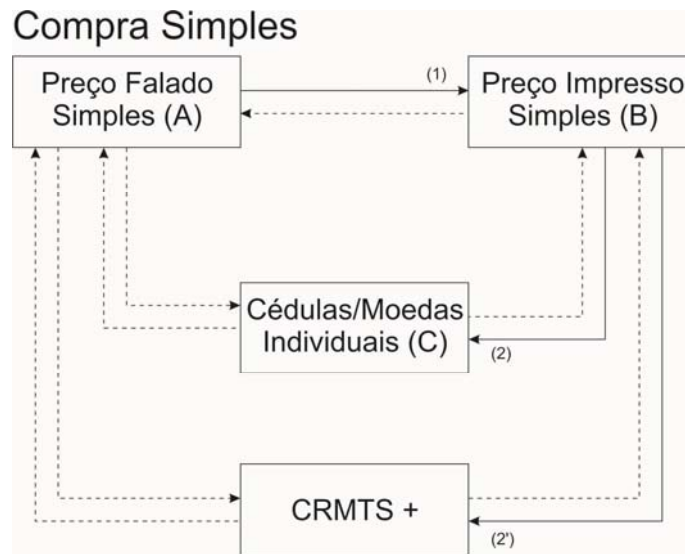 Compra Simples
Preço Falado
Simples (A)
(1)
Preço Impresso
Simples (B)
Cédulas/Moedas
Individuais (C)
(2)
CRMTS +
(2')